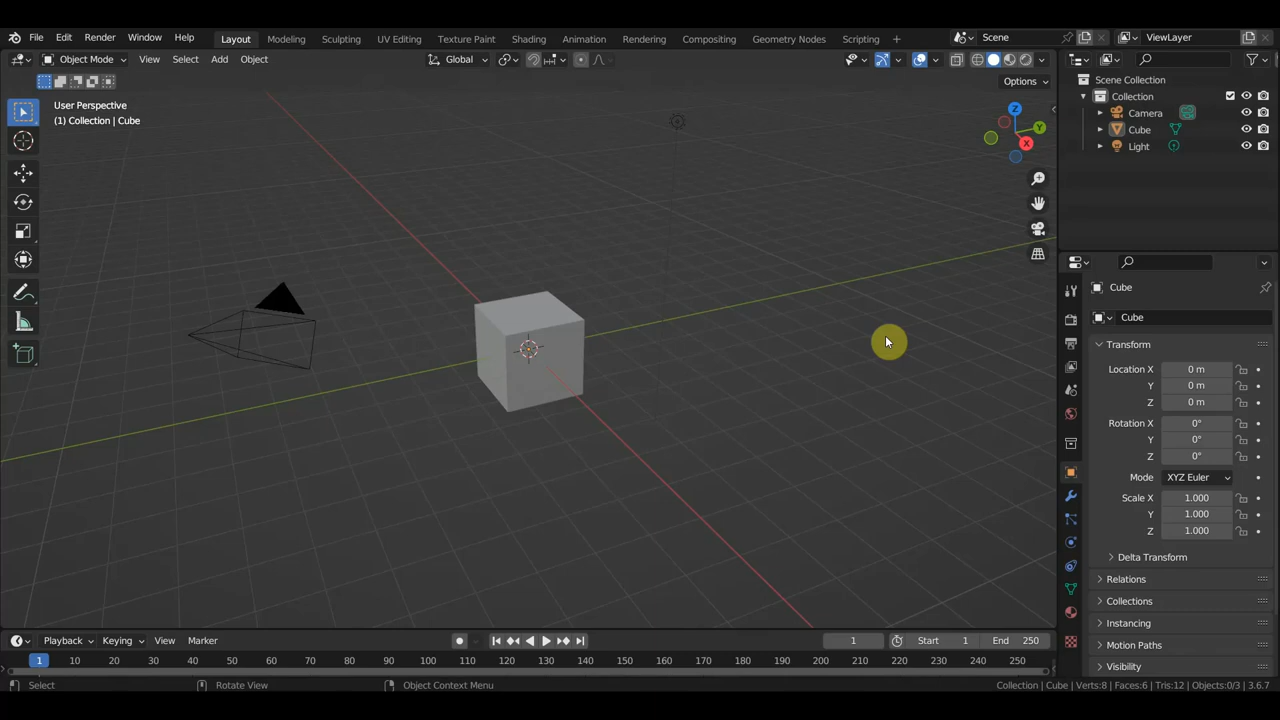 File Edit Render Window Help Layout Modeling Sculpting UV Editing Texture Paint Shading Animation Rendering Compositing Geometry Nodes Scripting + Scene ViewLayer
Object Mode View Select Add Object Global
Options
User Perspective
(1) Collection | Cube
Z
Y
X
Scene Collection
Collection
Camera
Cube
Light
Cube
Cube
Transform
Location X 0 m
Y 0 m
Z 0 m
Rotation X 0°
Y 0°
Z 0°
Mode XYZ Euler
Scale X 1.000
Y 1.000
Z 1.000
Delta Transform
Relations
Collections
Instancing
Motion Paths
Visibility
Playback Keying View Marker 1 Start 1 End 250
1 10 20 30 40 50 60 70 80 90 100 110 120 130 140 150 160 170 180 190 200 210 220 230 240 250
Select Rotate View Object Context Menu Collection | Cube | Verts:8 | Faces:6 | Tris:12 | Objects:0/3 | 3.6.7